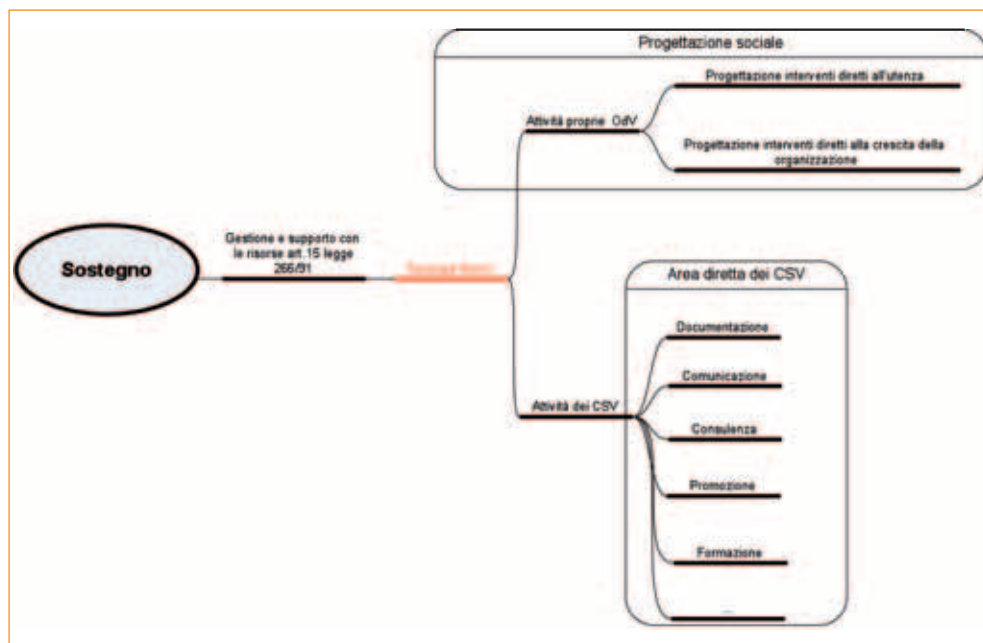 Progettazione sociale
Progettazione interventi diretti all'utenza
Attività proprie OdV
Progettazione interventi diretti alla crescita della
organizzazione
Gestione e supporto con
le risorse art.15 legge
266/91
Sostegno
Area diretta dei CSV
Documentazione
Comunicazione
Attività dei CSV
Consulenza
Promozione
Formazione
...